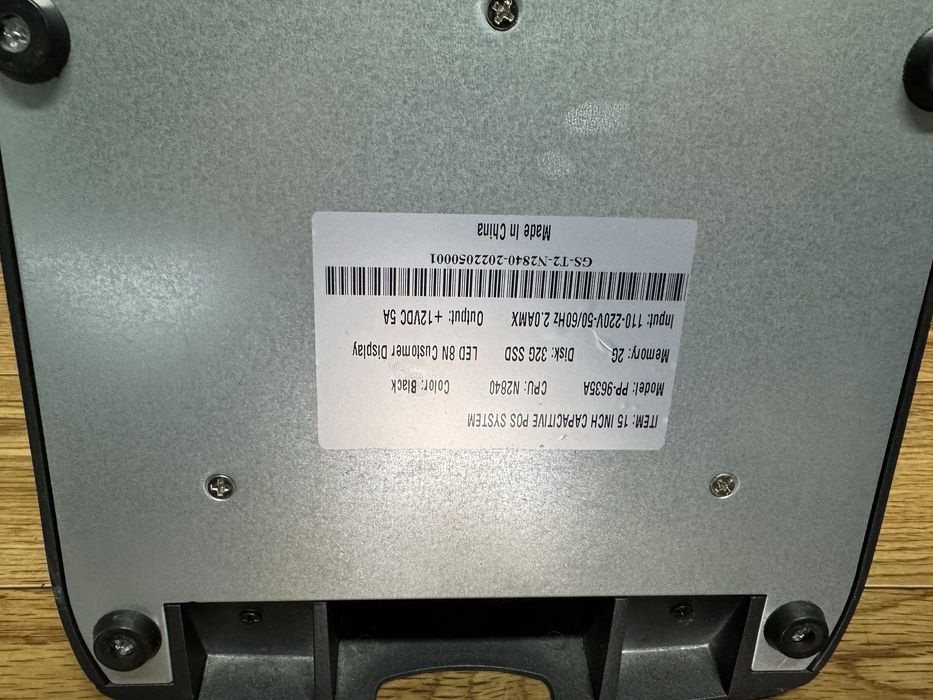 ITEM: 15 INCH CAPACITIVE POS SYSTEM
Model: PP-9635A CPU: N2840 Color: Black
Memory: 2G Disk: 32G SSD LED 8N Customer Display
Input: 110-220V-50/60Hz 2.0AMX Output: +12VDC 5A
GS-T2-N2840-2022050001
Made In China